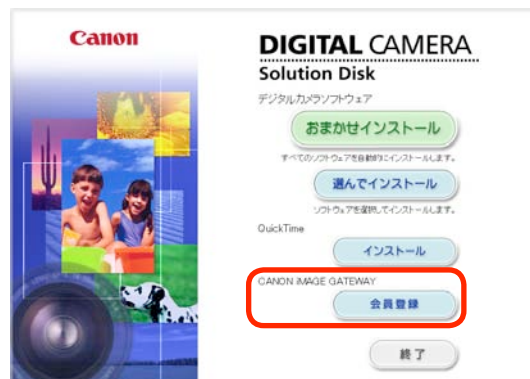 Canon
DIGITAL CAMERA
Solution Disk
デジタルカメラソフトウェア
おまかせインストール
すべてのソフトウェアを自動的にインストールします。
選んでインストール
ソフトウェアを選択してインストールします。
QuickTime
インストール
CANON iMAGE GATEWAY
会員登録
終了